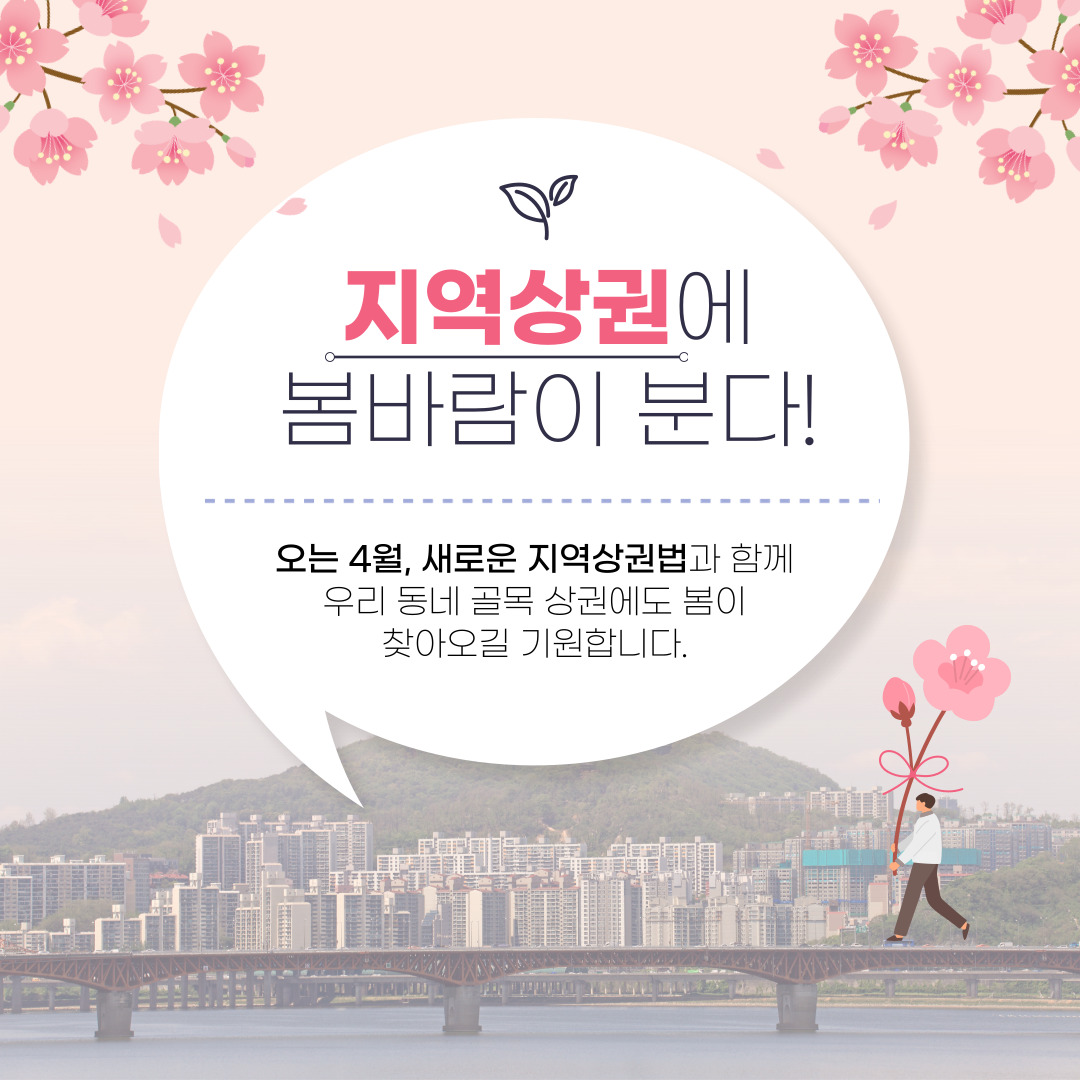 지역상권에
봄바람이 분다!
오는 4월, 새로운 지역상권법과 함께
우리 동네 골목 상권에도 봄이
찾아오길 기원합니다.